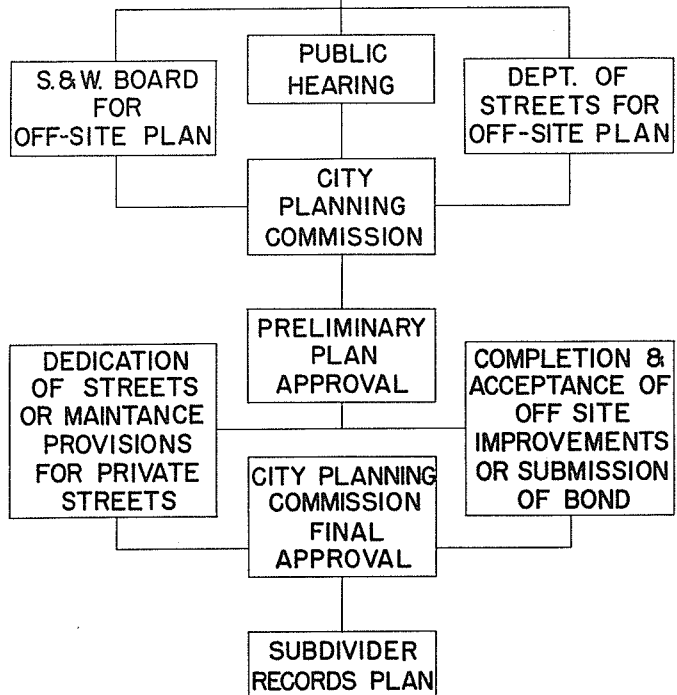 S.&W. BOARD
FOR
OFF-SITE PLAN
PUBLIC
HEARING
DEPT. OF
STREETS FOR
OFF-SITE PLAN
CITY
PLANNING
COMMISSION
PRELIMINARY
PLAN
APPROVAL
DEDICATION
OF STREETS
OR MAINTANCE
PROVISIONS
FOR PRIVATE
STREETS
COMPLETION &
ACCEPTANCE OF
OFF SITE
IMPROVEMENTS
OR SUBMISSION
OF BOND
CITY PLANNING
COMMISSION
FINAL
APPROVAL
SUBDIVIDER
RECORDS PLAN